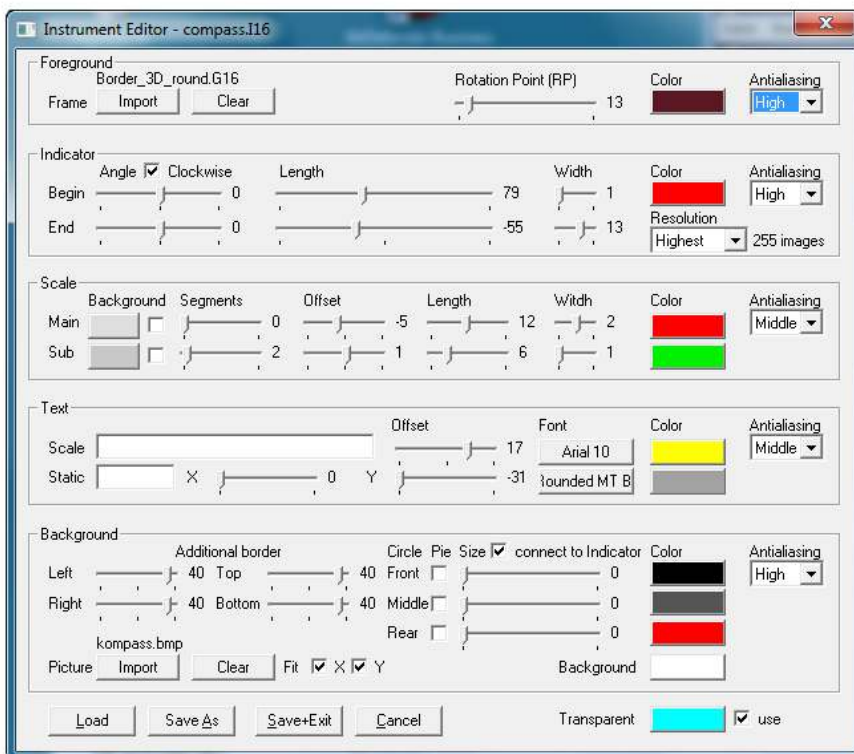 Instrument Editor - compass.I16
Foreground
Border_3D_round.G16
Rotation Point (RP) Color Antialiasing
Frame Import Clear 13 High
Indicator
Angle Clockwise Length Width Color Antialiasing
Begin 0 79 1 High
Resolution
End 0 -55 13 Highest 255 images
Scale
Background Segments Offset Length Witdh Color Antialiasing
Main 0 -5 12 2 Middle
Sub 2 1 6 1
Text
Offset Font Color Antialiasing
Scale 17 Arial 10 Middle
Static X 0 Y -31 Rounded MT B
Background
Additional border Circle Pie Size connect to Indicator Color Antialiasing
Left 40 Top 40 Front 0 High
Right 40 Bottom 40 Middle 0
Rear 0
kompass.bmp
Picture Import Clear Fit X Y Background
Load Save As Save+Exit Cancel Transparent use